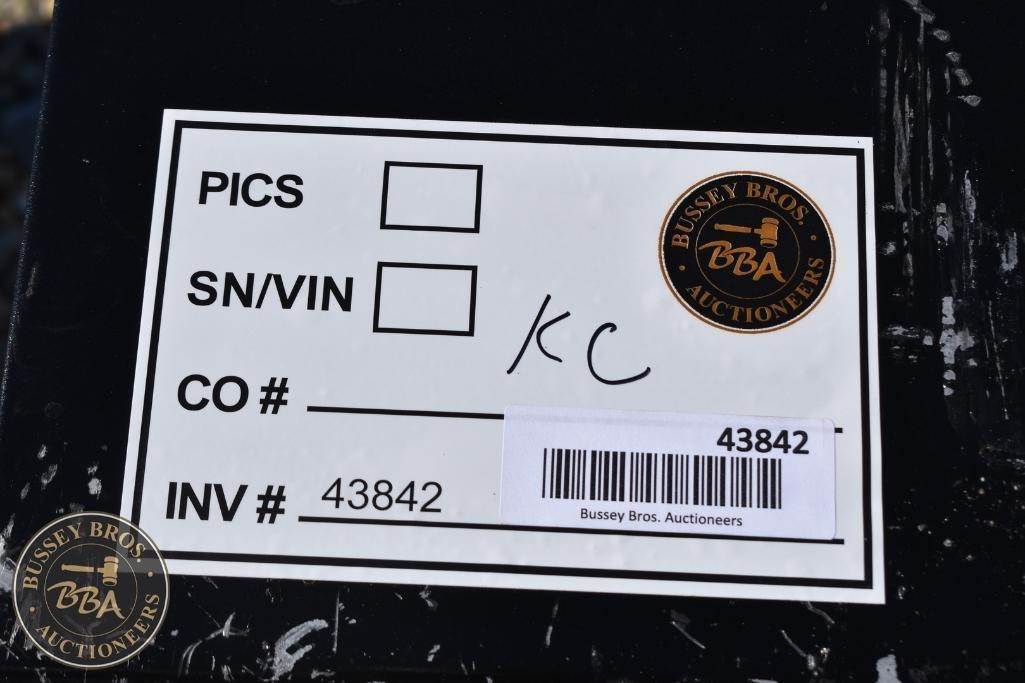 PICS
BUSSEY BROS.
BBA
AUCTIONEERS
SN/VIN
KC
CO #
43842
INV # 43842
Bussey Bros. Auctioneers
BUSSEY BROS.
BBA
AUCTIONEERS